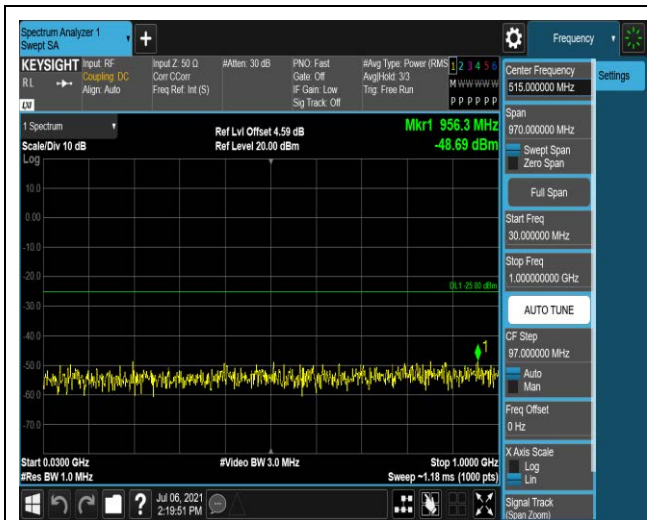 Spectrum Analyzer 1
Swept SA
Frequency
KEYSIGHT
RL
Input: RF
Coupling: DC
Align: Auto
Input Z: 50 Ω
Corr CCorr
Freq Ref: Int (S)
#Atten: 30 dB
PNO: Fast
Gate: Off
IF Gain: Low
Sig Track: Off
#Avg Type: Power (RMS
Avg|Hold: 3/3
Trig: Free Run
1 2 3 4 5 6
M W W W W W
P P P P P P
1 Spectrum
Scale/Div 10 dB
Log
Ref Lvl Offset 4.59 dB
Ref Level 20.00 dBm
Mkr1 956.3 MHz
-48.69 dBm
10.0
0.00
-10.0
-20.0
DL1 -25.00 dBm
-30.0
-40.0
1
-50.0
-60.0
-70.0
Start 0.0300 GHz
#Res BW 1.0 MHz
#Video BW 3.0 MHz
Stop 1.0000 GHz
Sweep ~1.18 ms (1000 pts)
Jul 06, 2021
2:19:51 PM
Center Frequency
515.000000 MHz
Settings
Span
970.000000 MHz
Swept Span
Zero Span
Full Span
Start Freq
30.000000 MHz
Stop Freq
1.000000000 GHz
AUTO TUNE
CF Step
97.000000 MHz
Auto
Man
Freq Offset
0 Hz
X Axis Scale
Log
Lin
Signal Track
(Span Zoom)